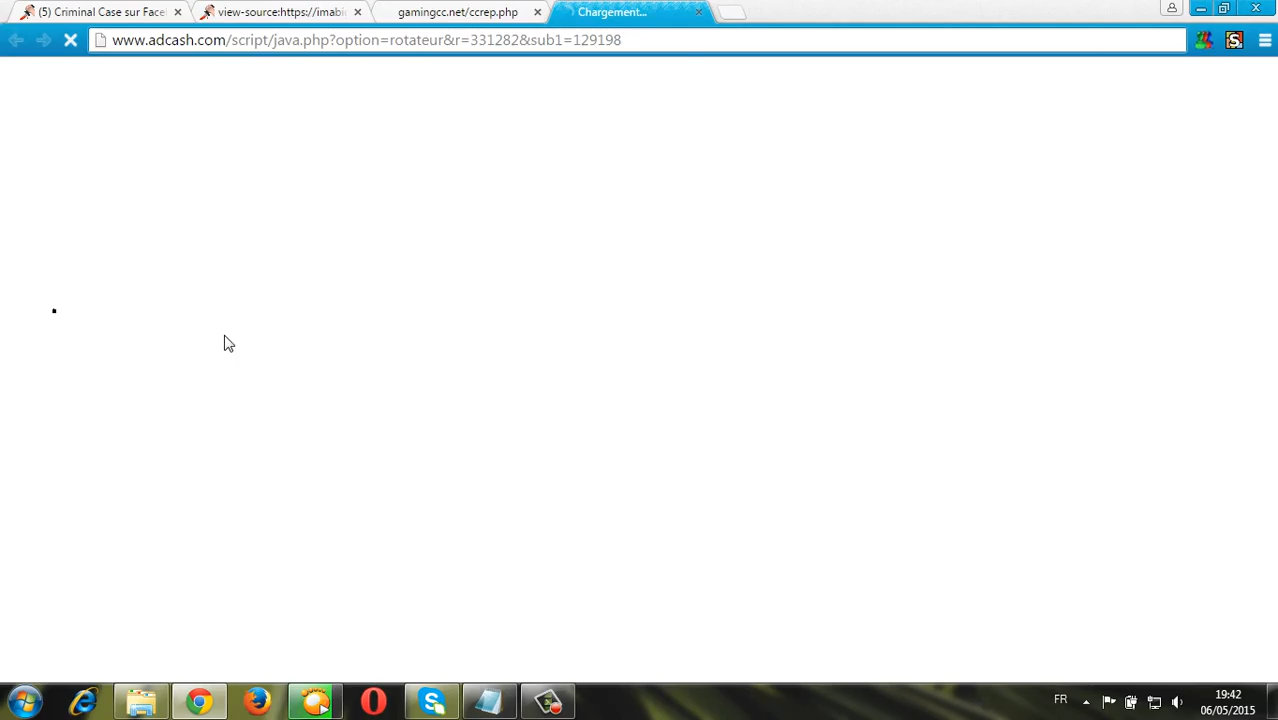 (5) Criminal Case sur Face
view-source:https://imabi
gamingcc.net/ccrep.php
Chargement...
www.adcash.com/script/java.php?option=rotateur&r=331282&sub1=129198
FR
19:42
06/05/2015